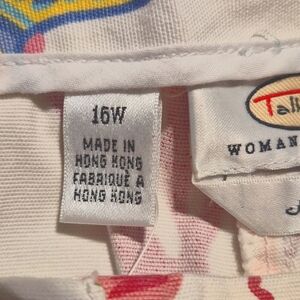 16W
MADE IN
HONG KONG
FABRIQUÉ A
HONG KONG
WOMAN